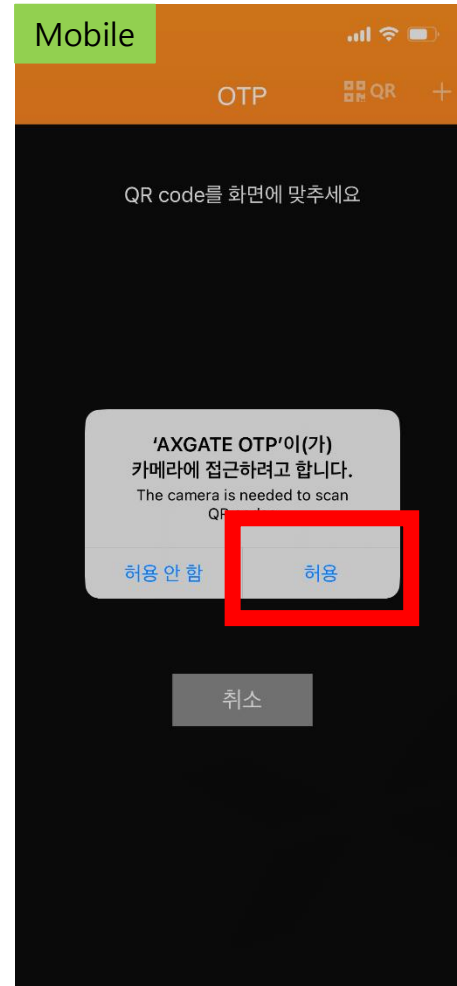 Mobile
OTP
QR
QR code를 화면에 맞추세요
'AXGATE OTP'이(가)
카메라에 접근하려고 합니다.
The camera is needed to scan
허용 안 함
허용
취소